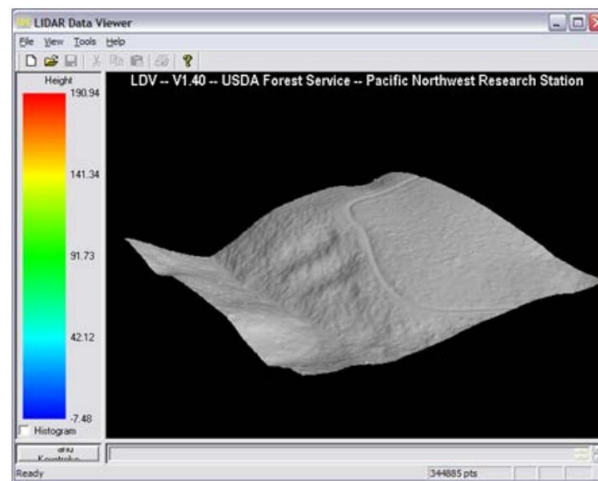 LIDAR Data Viewer
File View Tools Help
Height
LDV -- V1.40 -- USDA Forest Service -- Pacific Northwest Research Station
190.94
141.34
91.73
42.12
-7.48
Histogram
and
Ready
344885 pts